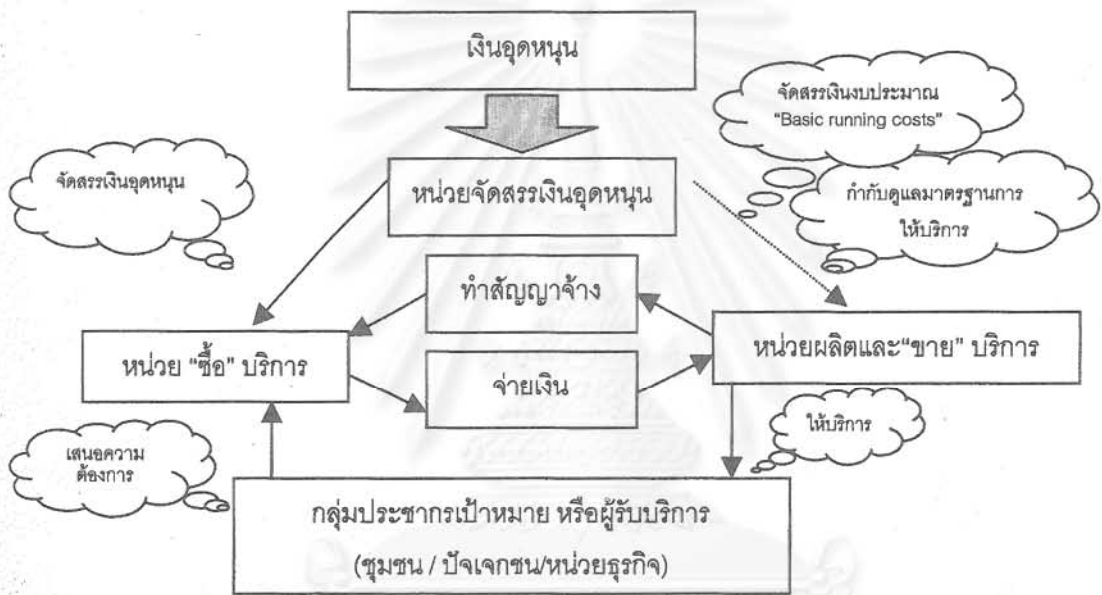 เงินอุดหนุน
จัดสรรเงินงบประมาณ
“Basic running costs”
จัดสรรเงินอุดหนุน
หน่วยจัดสรรเงินอุดหนุน
กำกับดูแลมาตรฐานการ
ให้บริการ
ทำสัญญาจ้าง
หน่วย “ซื้อ” บริการ
หน่วยผลิตและ“ขาย” บริการ
จ่ายเงิน
ให้บริการ
เสนอความ
ต้องการ
กลุ่มประชากรเป้าหมาย หรือผู้รับบริการ
(ชุมชน / ปัจเจกชน/หน่วยธุรกิจ)